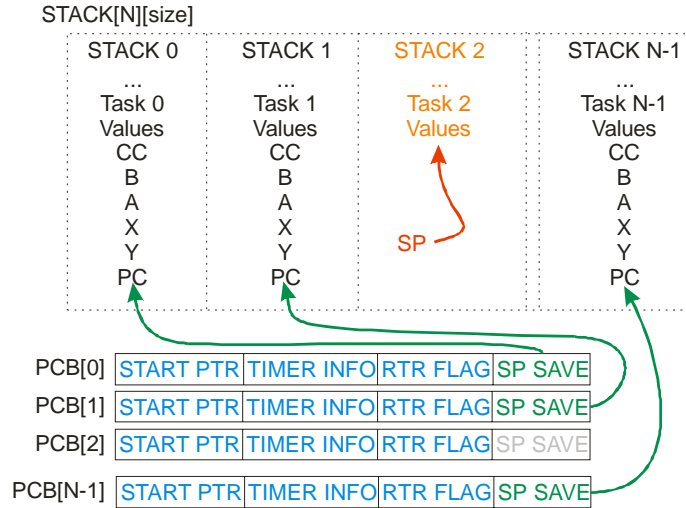 STACK[N][size]
STACK 0 STACK 1 STACK 2 STACK N-1
... ... ... ...
Task 0 Task 1 Task 2 Task N-1
Values Values Values Values
CC CC CC
B B B
A A A
X X SP X
Y Y Y
PC PC PC
PCB[0] START PTR TIMER INFO RTR FLAG SP SAVE
PCB[1] START PTR TIMER INFO RTR FLAG SP SAVE
PCB[2] START PTR TIMER INFO RTR FLAG SP SAVE
PCB[N-1] START PTR TIMER INFO RTR FLAG SP SAVE